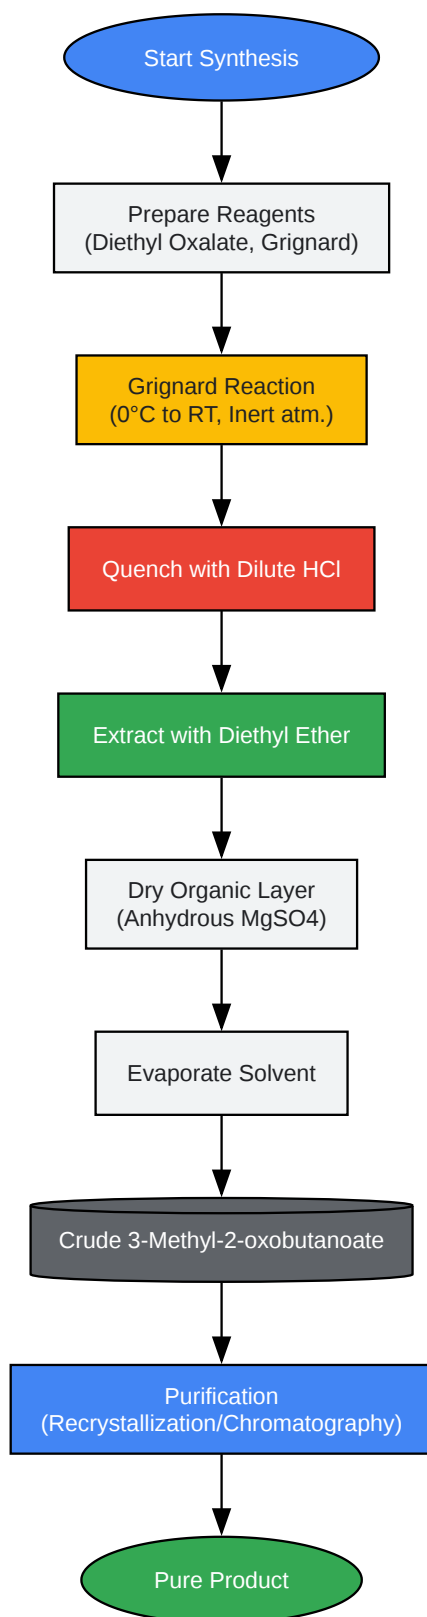 Start Synthesis
Prepare Reagents
(Diethyl Oxalate, Grignard)
Grignard Reaction
(0°C to RT, Inert atm.)
Quench with Dilute HCl
Extract with Diethyl Ether
Dry Organic Layer
(Anhydrous MgSO4)
Evaporate Solvent
Crude 3-Methyl-2-oxobutanoate
Purification
(Recrystallization/Chromatography)
Pure Product